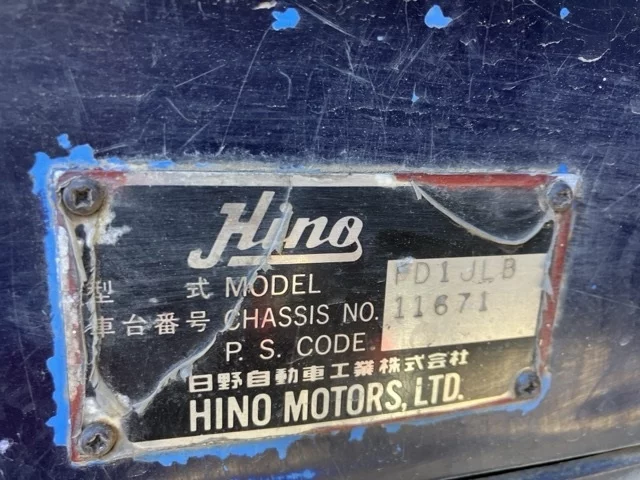 Hino
型 式 MODEL FD1JLB
車台番号 CHASSIS NO. 11671
P. S. CODE
日野自動車工業株式会社
HINO MOTORS, LTD.